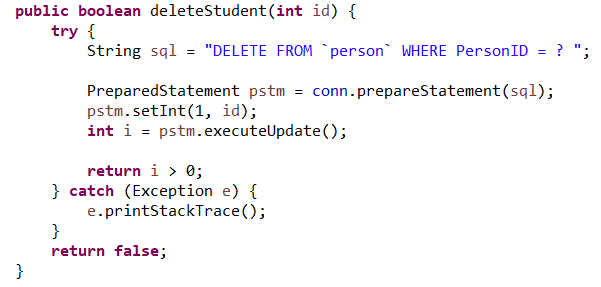 public boolean deleteStudent(int id) {
    try {
        String sql = "DELETE FROM `person` WHERE PersonID = ? ";

        PreparedStatement pstm = conn.prepareStatement(sql);
        pstm.setInt(1, id);
        int i = pstm.executeUpdate();

        return i > 0;
    } catch (Exception e) {
        e.printStackTrace();
    }
    return false;
}